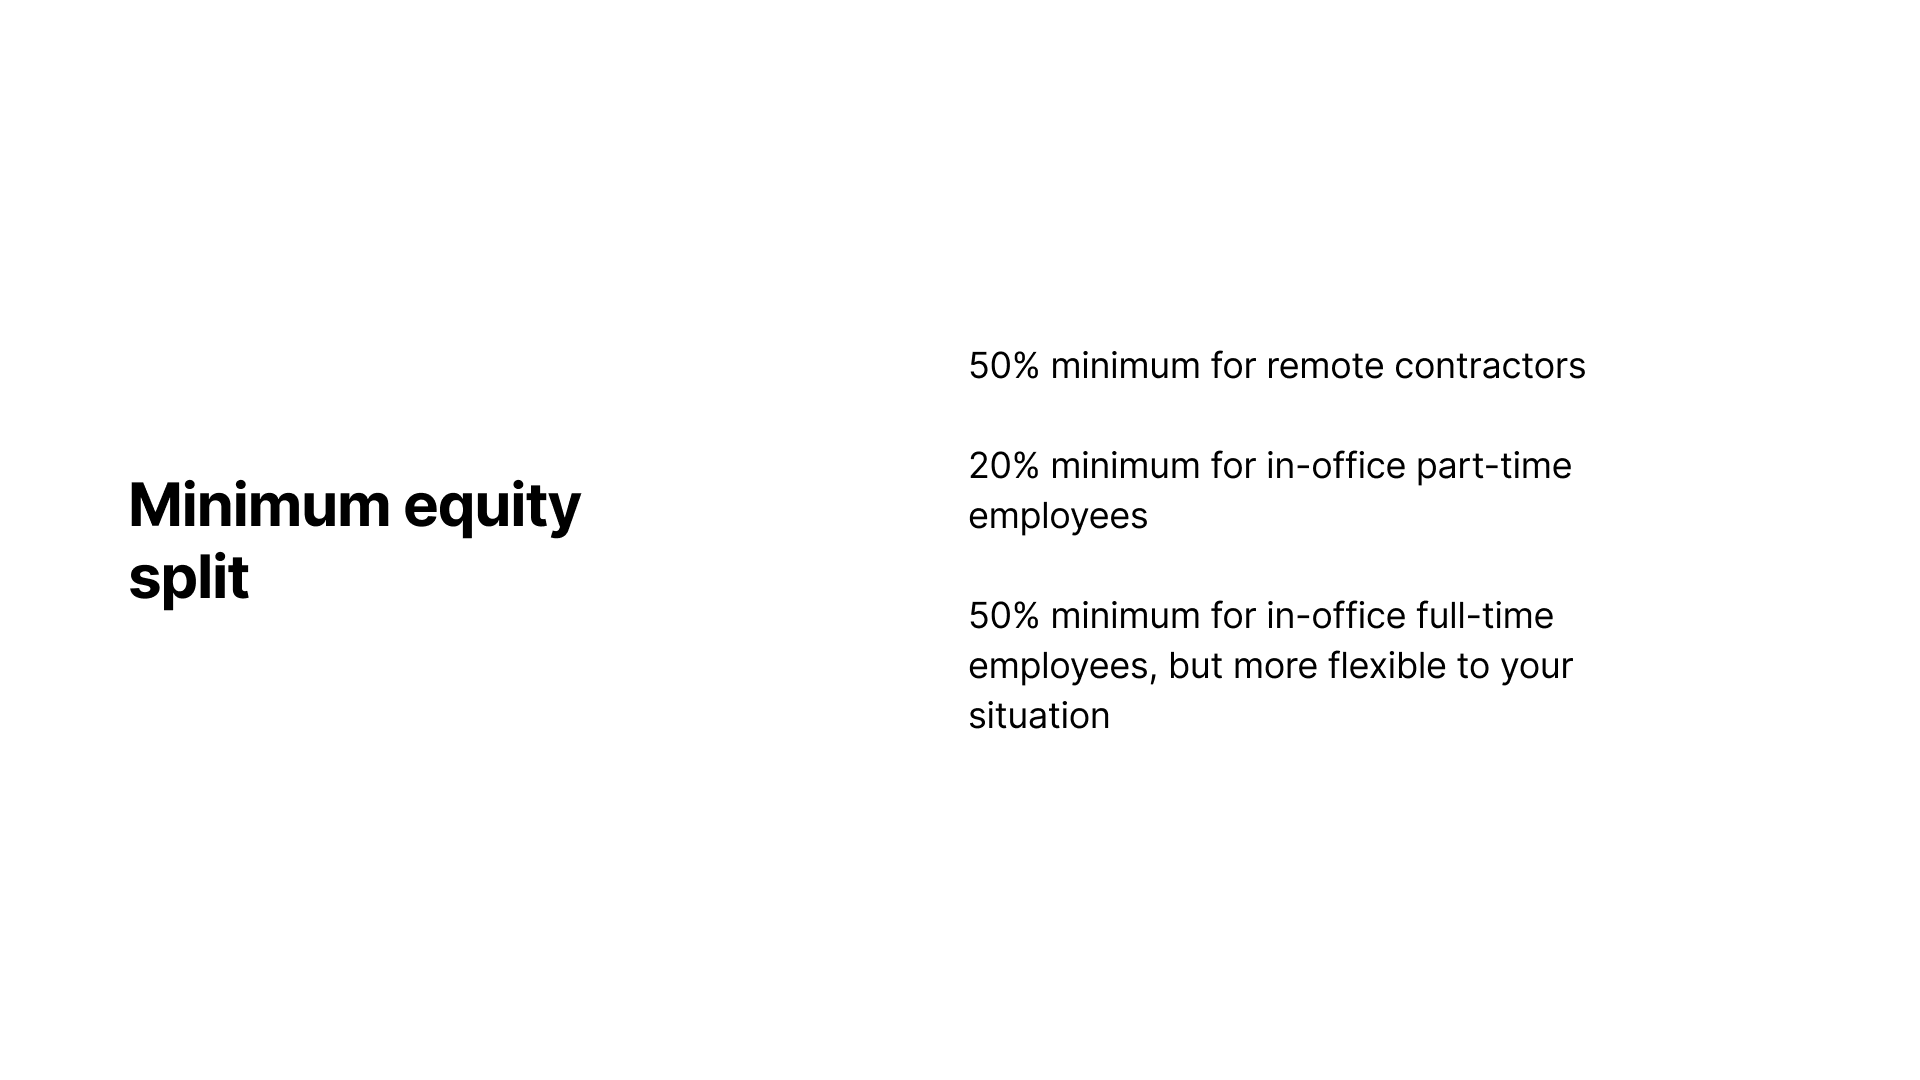 Minimum equity
split
50% minimum for remote contractors
20% minimum for in-office part-time
employees
50% minimum for in-office full-time
employees, but more flexible to your
situation